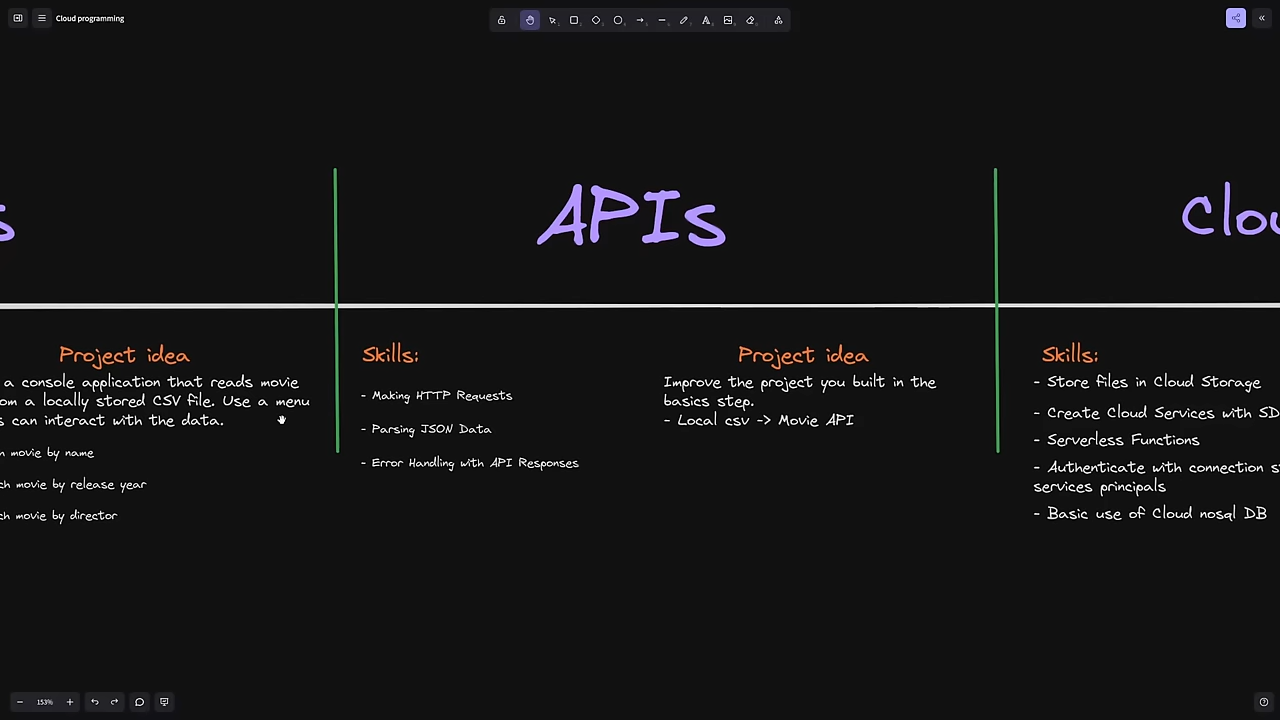 Cloud programming
s
APIs
Clou
Project idea
a console application that reads movie
om a locally stored CSV file. Use a menu
s can interact with the data.
h movie by name
ch movie by release year
ch movie by director
Skills:
- Making HTTP Requests
- Parsing JSON Data
- Error Handling with API Responses
Project idea
Improve the project you built in the
basics step.
- Local csv -> Movie API
Skills:
- Store files in Cloud Storage
- Create Cloud Services with SD
- Serverless Functions
- Authenticate with connection s
services principals
- Basic use of Cloud nosql DB
153%